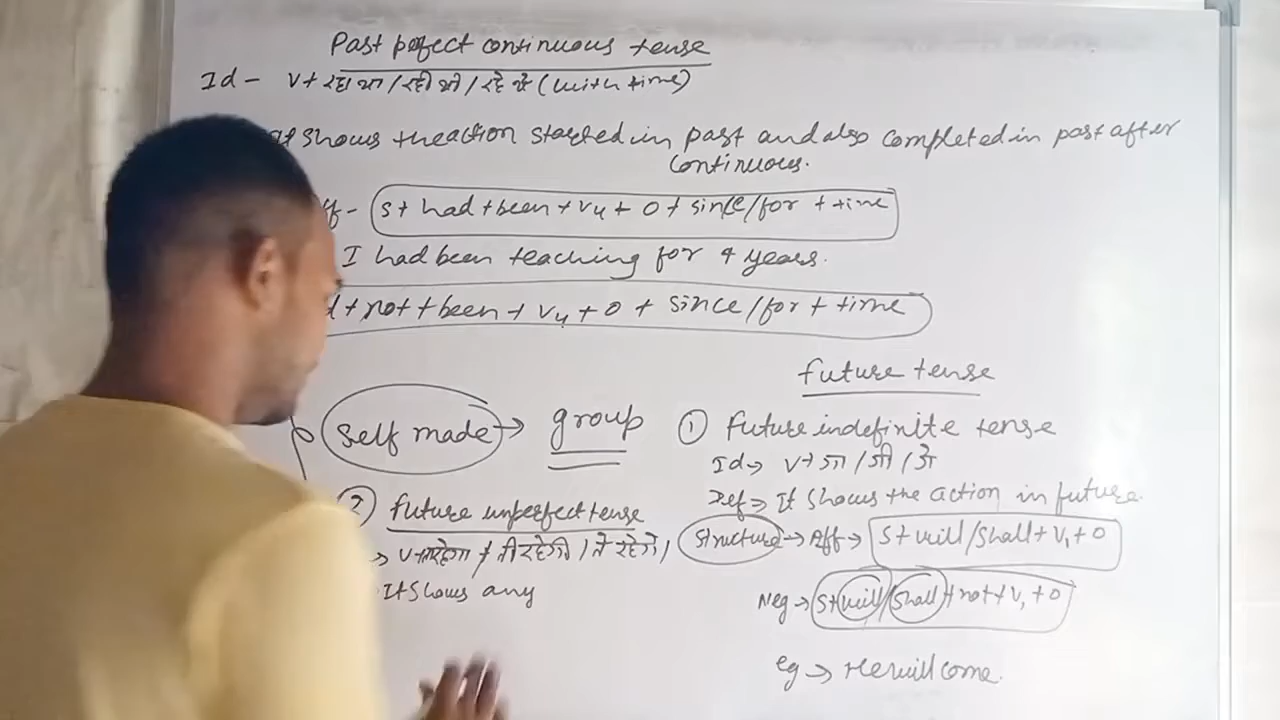 Past perfect continuous tense
Id - V + रहा था / रही थी / रहे थे (with time)
It shows the action started in past and also completed in past after
continuous.
Aff - S + had + been + V4 + O + since/for + time
I had been teaching for 4 years.
+ not + been + V4 + O + since/for + time
future tense
Self made → group
① future indefinite tense
Id → V + गा / गी / गे
Def → It shows the action in future.
② future imperfect tense
Structure → Aff → S + will/shall + V1 + O
→ V + ता रहेगा / ती रहेगी / ते रहेंगे /
It shows any
Neg → S + will/shall + not + V1 + O
eg → He will come.